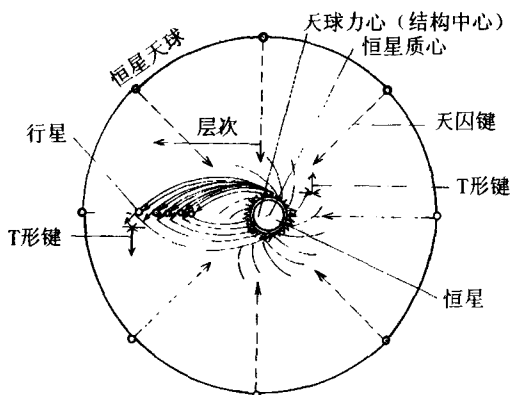 天球力心（结构中心）
恒星质心
恒星天球
天囚键
层次
行星
T形键
T形键
恒星